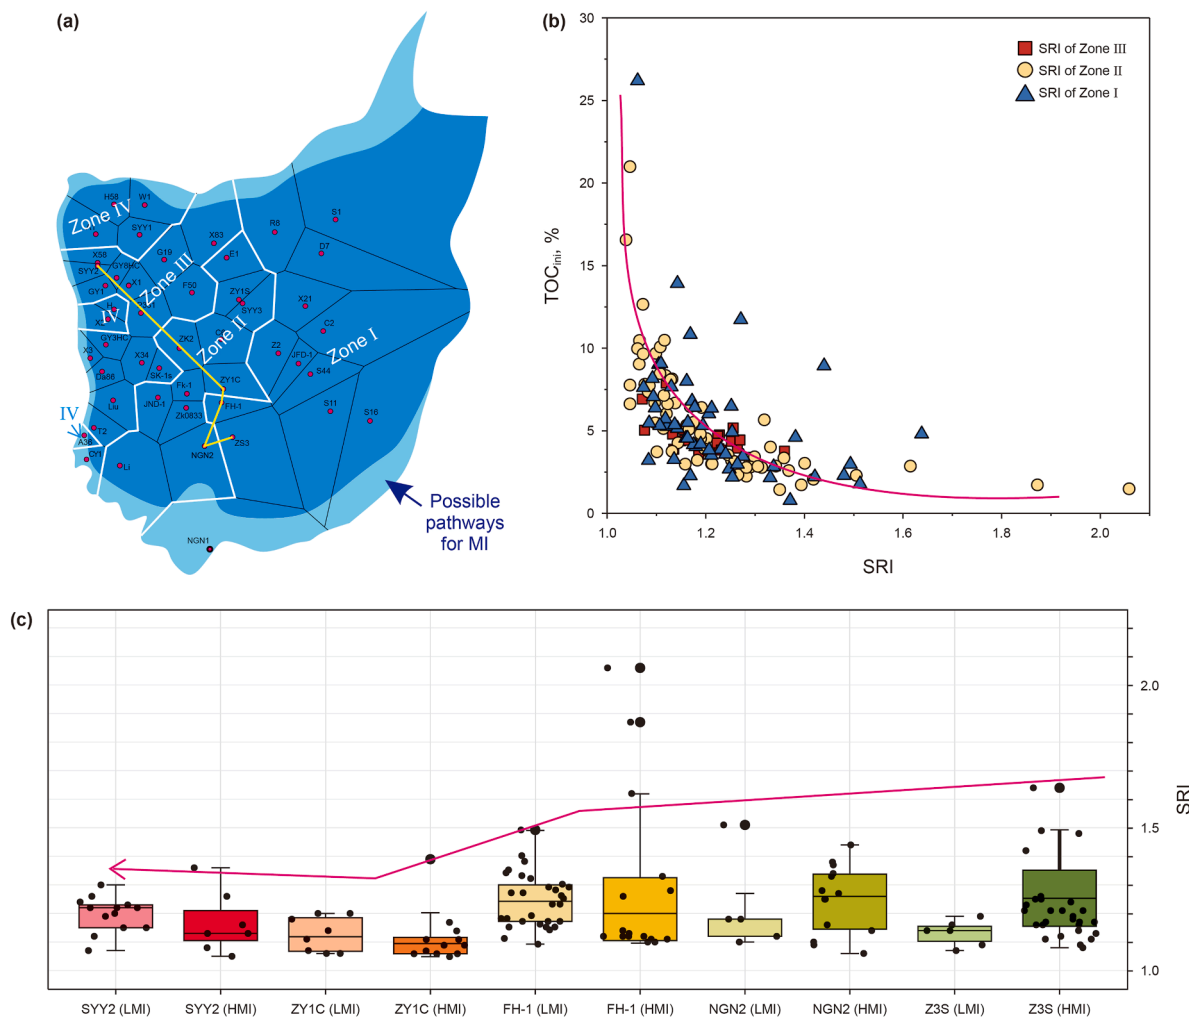 (a)
H58
W1
Zone IV
SYY1
X83
R8
S1
D7
X58
G19
E1
SYY2
GY8HC
Zone III
GY1
X1
F50
ZY1S
SYY3
X21
H
IV
ZK2
Zone II
C2
Zone I
GY3HC
X3
X34
Z2
JFD-1
S44
Da86
SK-1s
Fk-1
ZY1C
Liu
JND-1
Zk0833
FH-1
S11
S16
IV
T2
A38
ZS3
CY1
LI
NGN2
NGN1
Possible
pathways
for MI
(b)
30
25
20
15
10
5
0
TOCini, %
1.0
1.2
1.4
1.6
1.8
2.0
SRI
SRI of Zone III
SRI of Zone II
SRI of Zone I
(c)
2.0
1.5
1.0
SRI
SYY2 (LMI)
SYY2 (HMI)
ZY1C (LMI)
ZY1C (HMI)
FH-1 (LMI)
FH-1 (HMI)
NGN2 (LMI)
NGN2 (HMI)
Z3S (LMI)
Z3S (HMI)